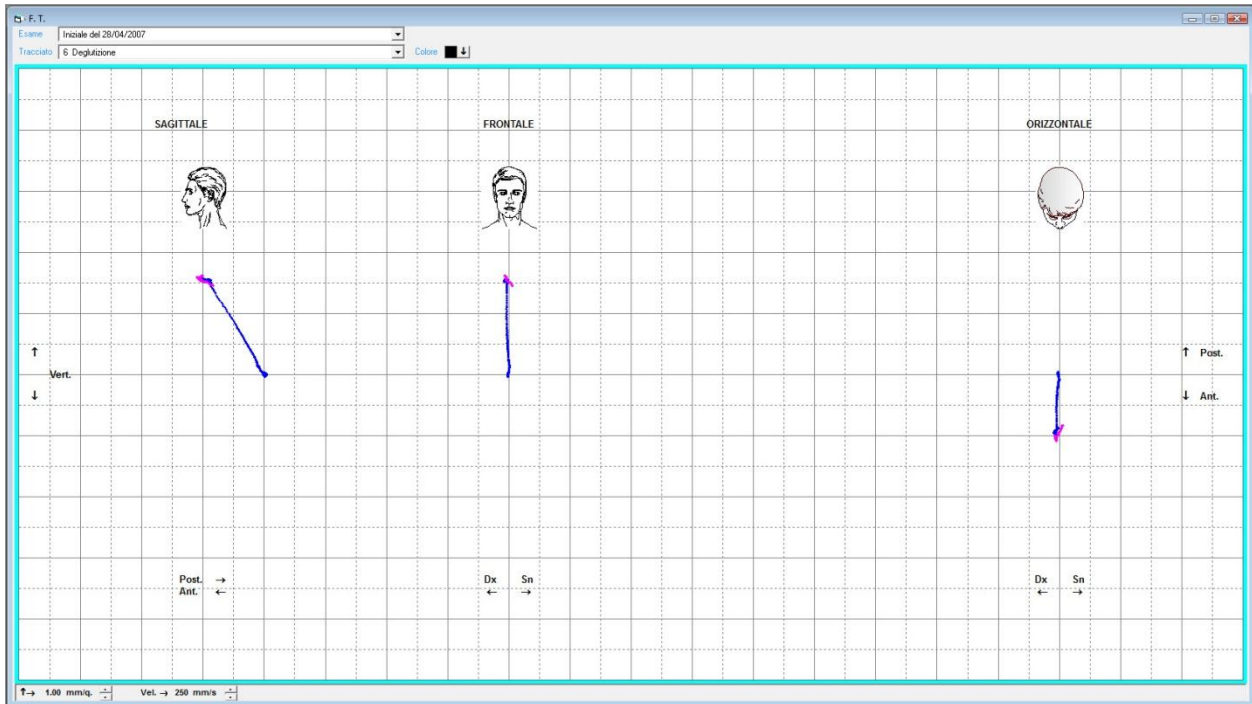 F. T.
Esame Iniziale del 28/04/2007
Tracciato 6 Deglutizione Colore
SAGITTALE FRONTALE ORIZZONTALE
↑ ↑ Post.
Vert.
↓ ↓ Ant.
Post. → Dx Sn Dx Sn
Ant. ← ← → ← →
↑→ 1.00 mm/q. Vel. → 250 mm/s